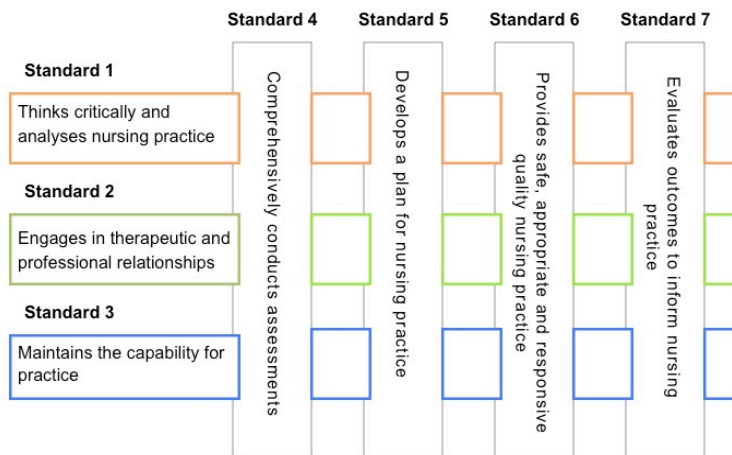 Standard 4
Standard 5
Standard 6
Standard 7
Standard 1
Thinks critically and
analyses nursing practice
Standard 2
Engages in therapeutic and
professional relationships
Standard 3
Maintains the capability for
practice
Comprehensively conducts assessments
Develops a plan for nursing practice
Provides safe, appropriate and responsive
quality nursing practice
Evaluates outcomes to inform nursing
practice